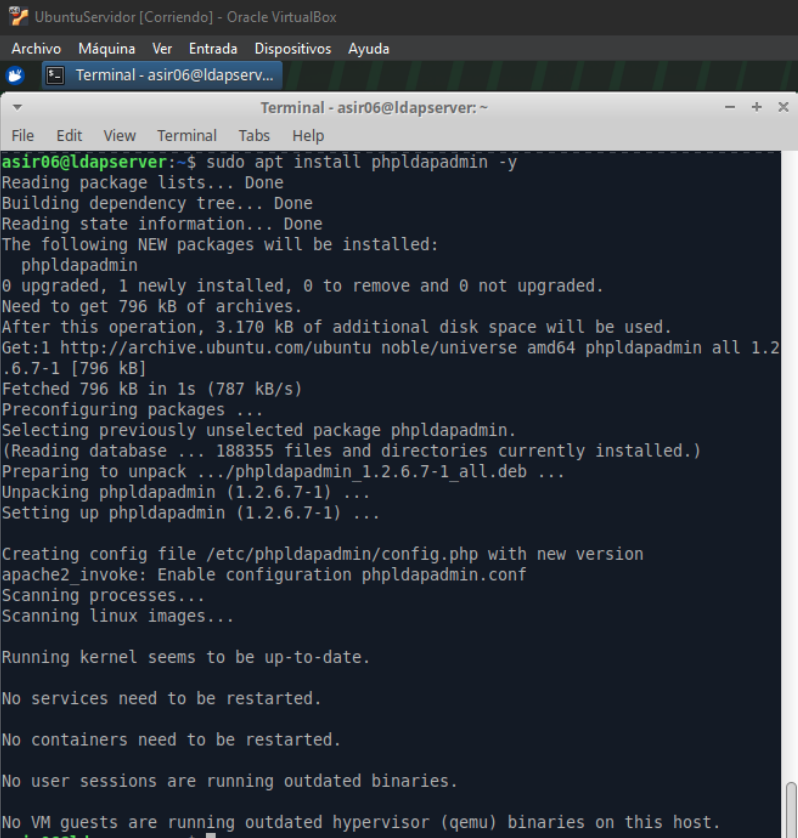 UbuntuServidor [Corriendo] - Oracle VirtualBox
Archivo Máquina Ver Entrada Dispositivos Ayuda
Terminal - asir06@ldapserv...
Terminal - asir06@ldapserver: ~
File Edit View Terminal Tabs Help
asir06@ldapserver:~$ sudo apt install phpldapadmin -y
Reading package lists... Done
Building dependency tree... Done
Reading state information... Done
The following NEW packages will be installed:
  phpldapadmin
0 upgraded, 1 newly installed, 0 to remove and 0 not upgraded.
Need to get 796 kB of archives.
After this operation, 3.170 kB of additional disk space will be used.
Get:1 http://archive.ubuntu.com/ubuntu noble/universe amd64 phpldapadmin all 1.2
.6.7-1 [796 kB]
Fetched 796 kB in 1s (787 kB/s)
Preconfiguring packages ...
Selecting previously unselected package phpldapadmin.
(Reading database ... 188355 files and directories currently installed.)
Preparing to unpack .../phpldapadmin_1.2.6.7-1_all.deb ...
Unpacking phpldapadmin (1.2.6.7-1) ...
Setting up phpldapadmin (1.2.6.7-1) ...

Creating config file /etc/phpldapadmin/config.php with new version
apache2_invoke: Enable configuration phpldapadmin.conf
Scanning processes...
Scanning linux images...

Running kernel seems to be up-to-date.

No services need to be restarted.

No containers need to be restarted.

No user sessions are running outdated binaries.

No VM guests are running outdated hypervisor (qemu) binaries on this host.